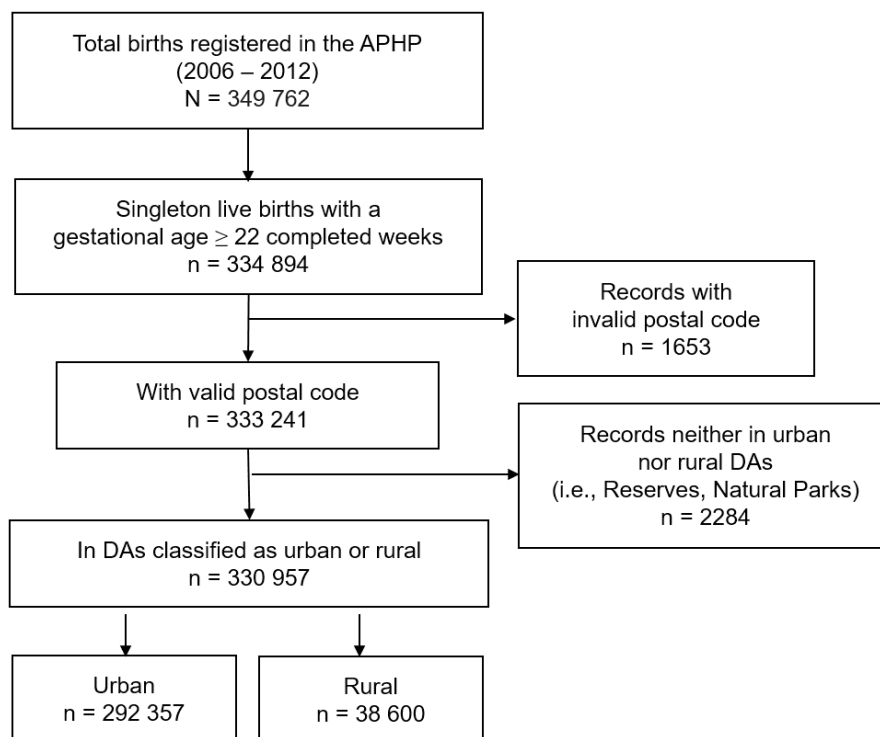 Total births registered in the APHP
(2006 – 2012)
N = 349 762
Singleton live births with a
gestational age ≥ 22 completed weeks
n = 334 894
Records with
invalid postal code
n = 1653
With valid postal code
n = 333 241
Records neither in urban
nor rural DAs
(i.e., Reserves, Natural Parks)
n = 2284
In DAs classified as urban or rural
n = 330 957
Urban
n = 292 357
Rural
n = 38 600